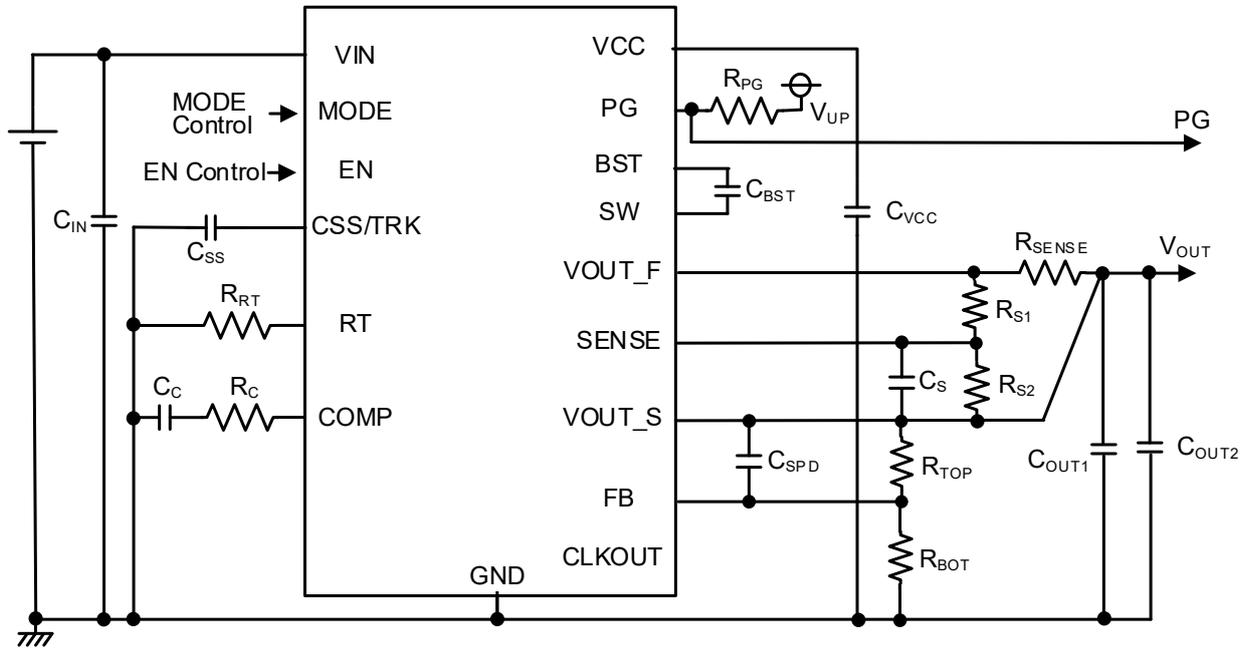 VIN
MODE
Control
MODE
EN Control
EN
CIN
CSS/TRK
CSS
RRT
RT
CC
RC
COMP
GND
VCC
PG
RPG
VUP
PG
BST
SW
CBST
CVCC
VOUT_F
RSENSE
VOUT
RS1
SENSE
CS
RS2
VOUT_S
CSPD
RTOP
COUT1
COUT2
FB
CLKOUT
RBOT